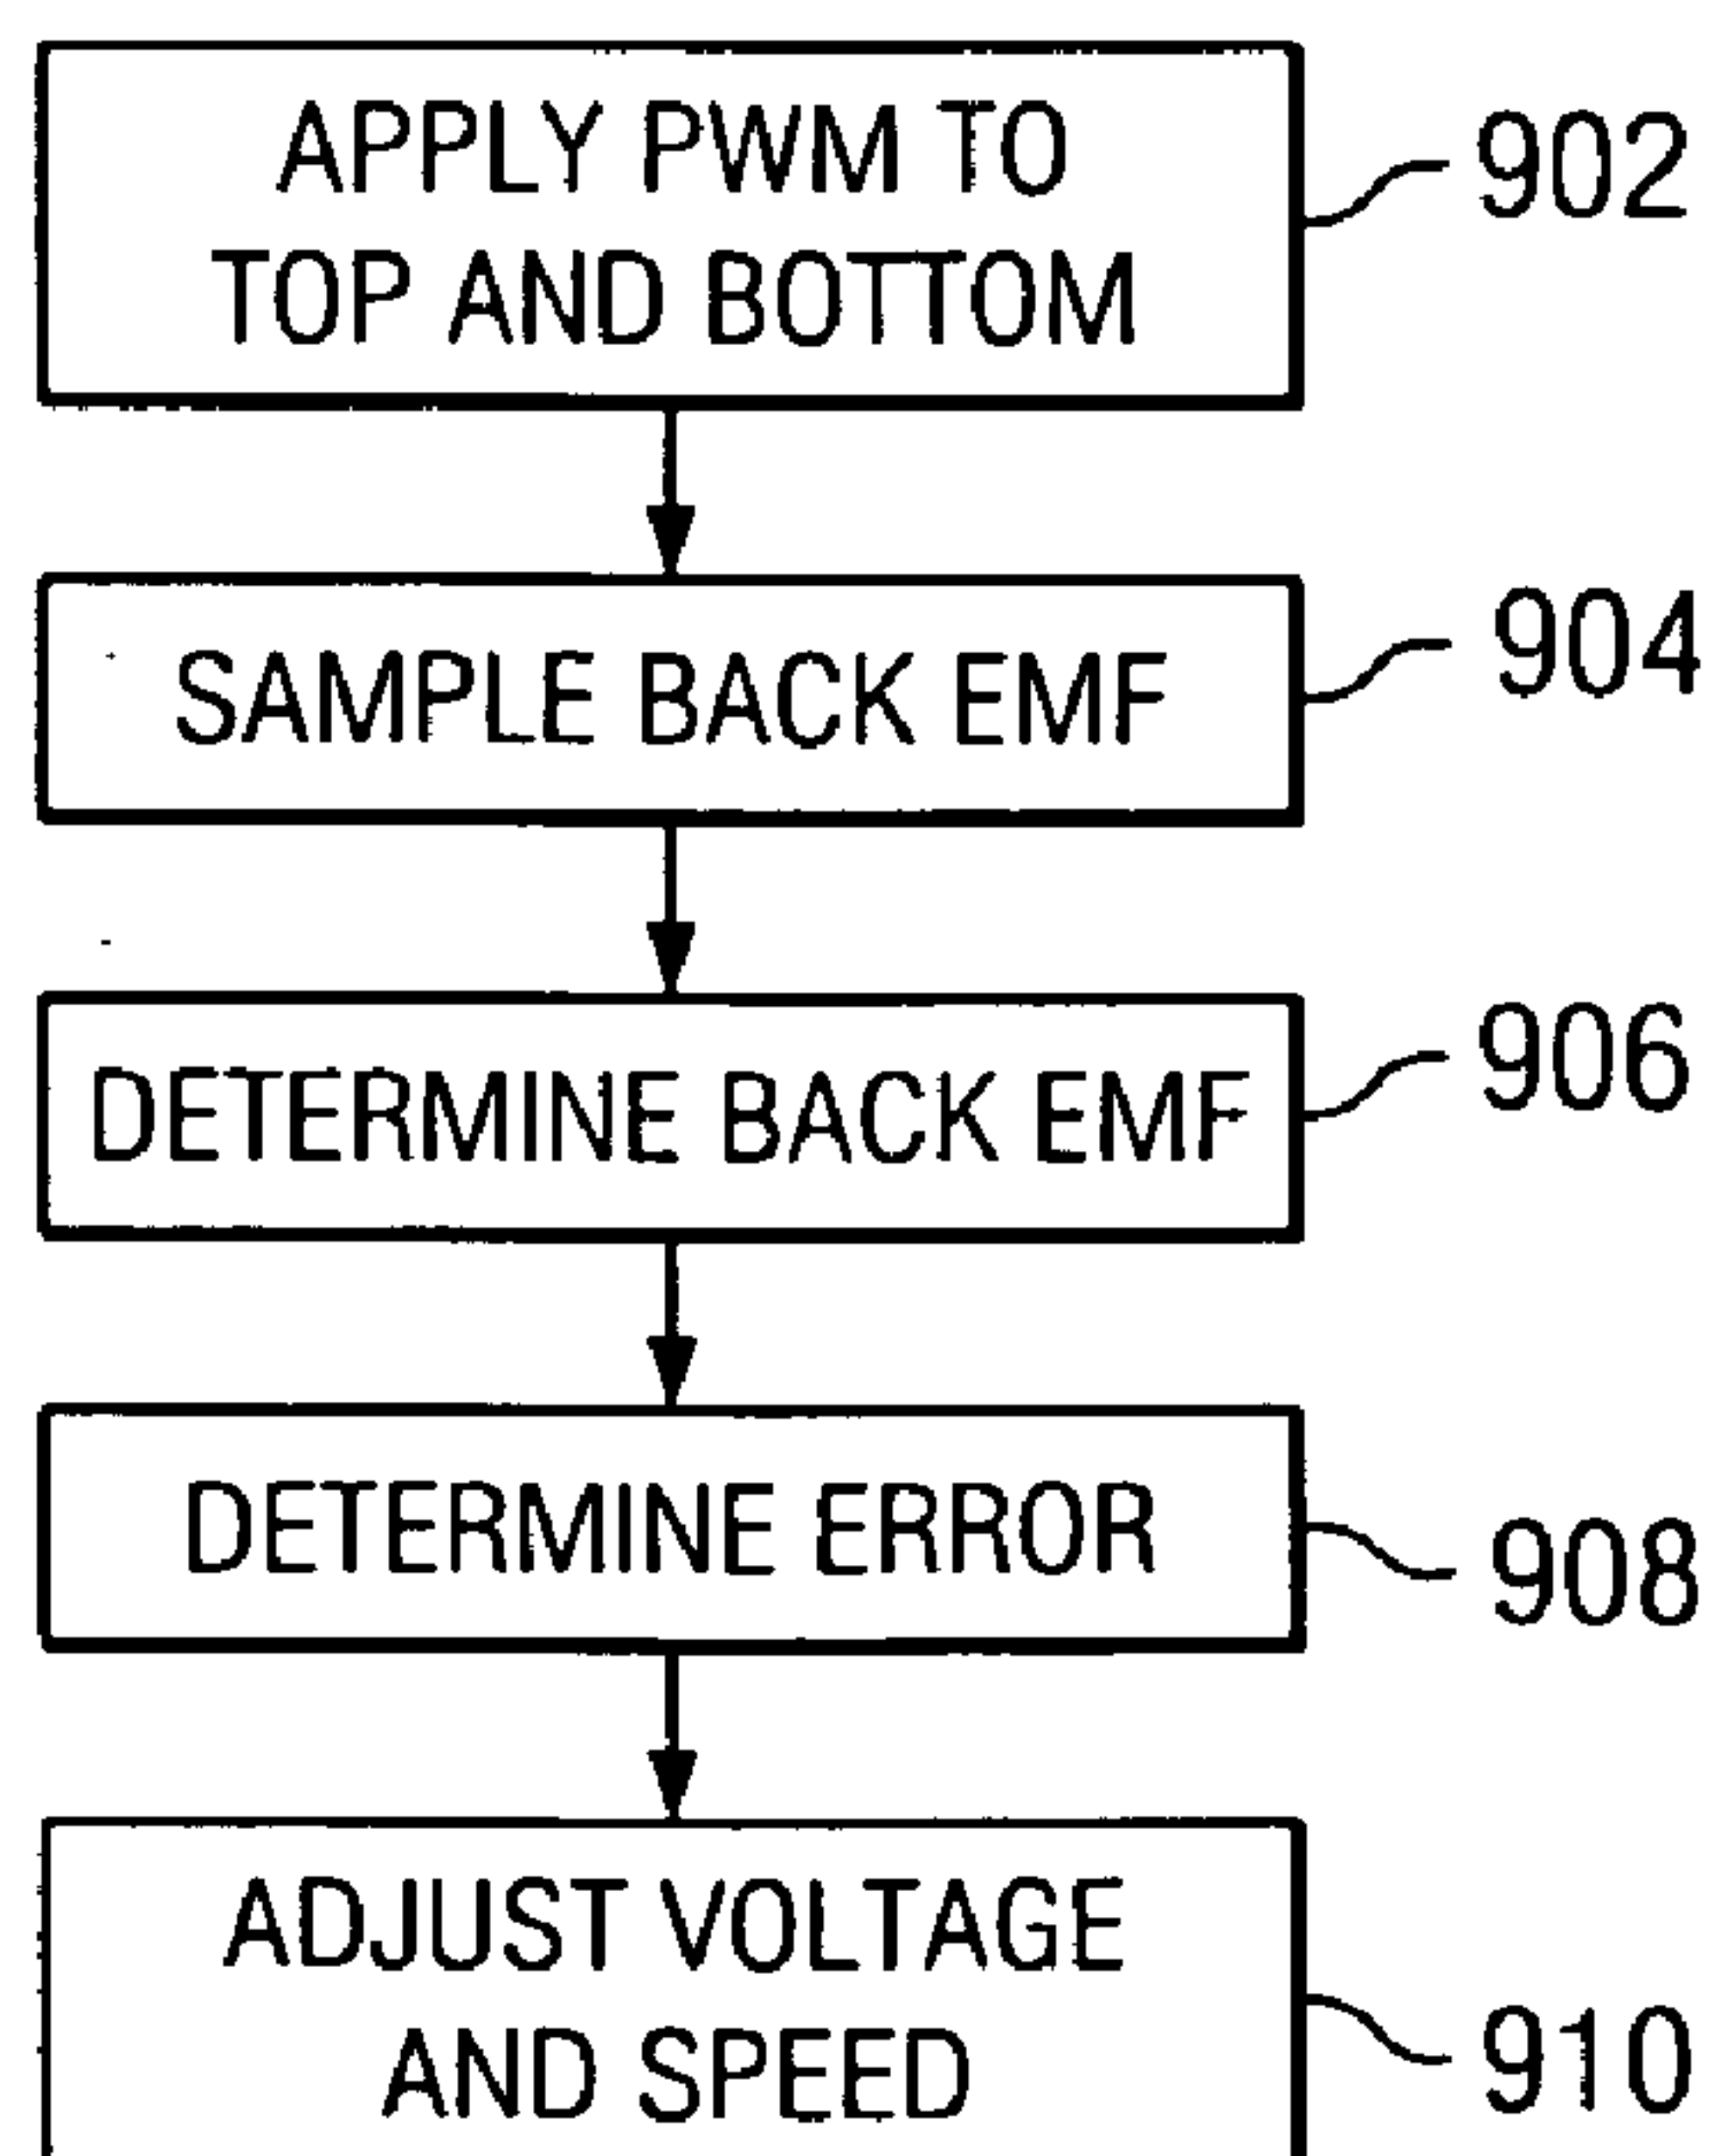 APPLY PWM TO
TOP AND BOTTOM
902
SAMPLE BACK EMF
904
DETERMINE BACK EMF
906
DETERMINE ERROR
908
ADJUST VOLTAGE
AND SPEED
910